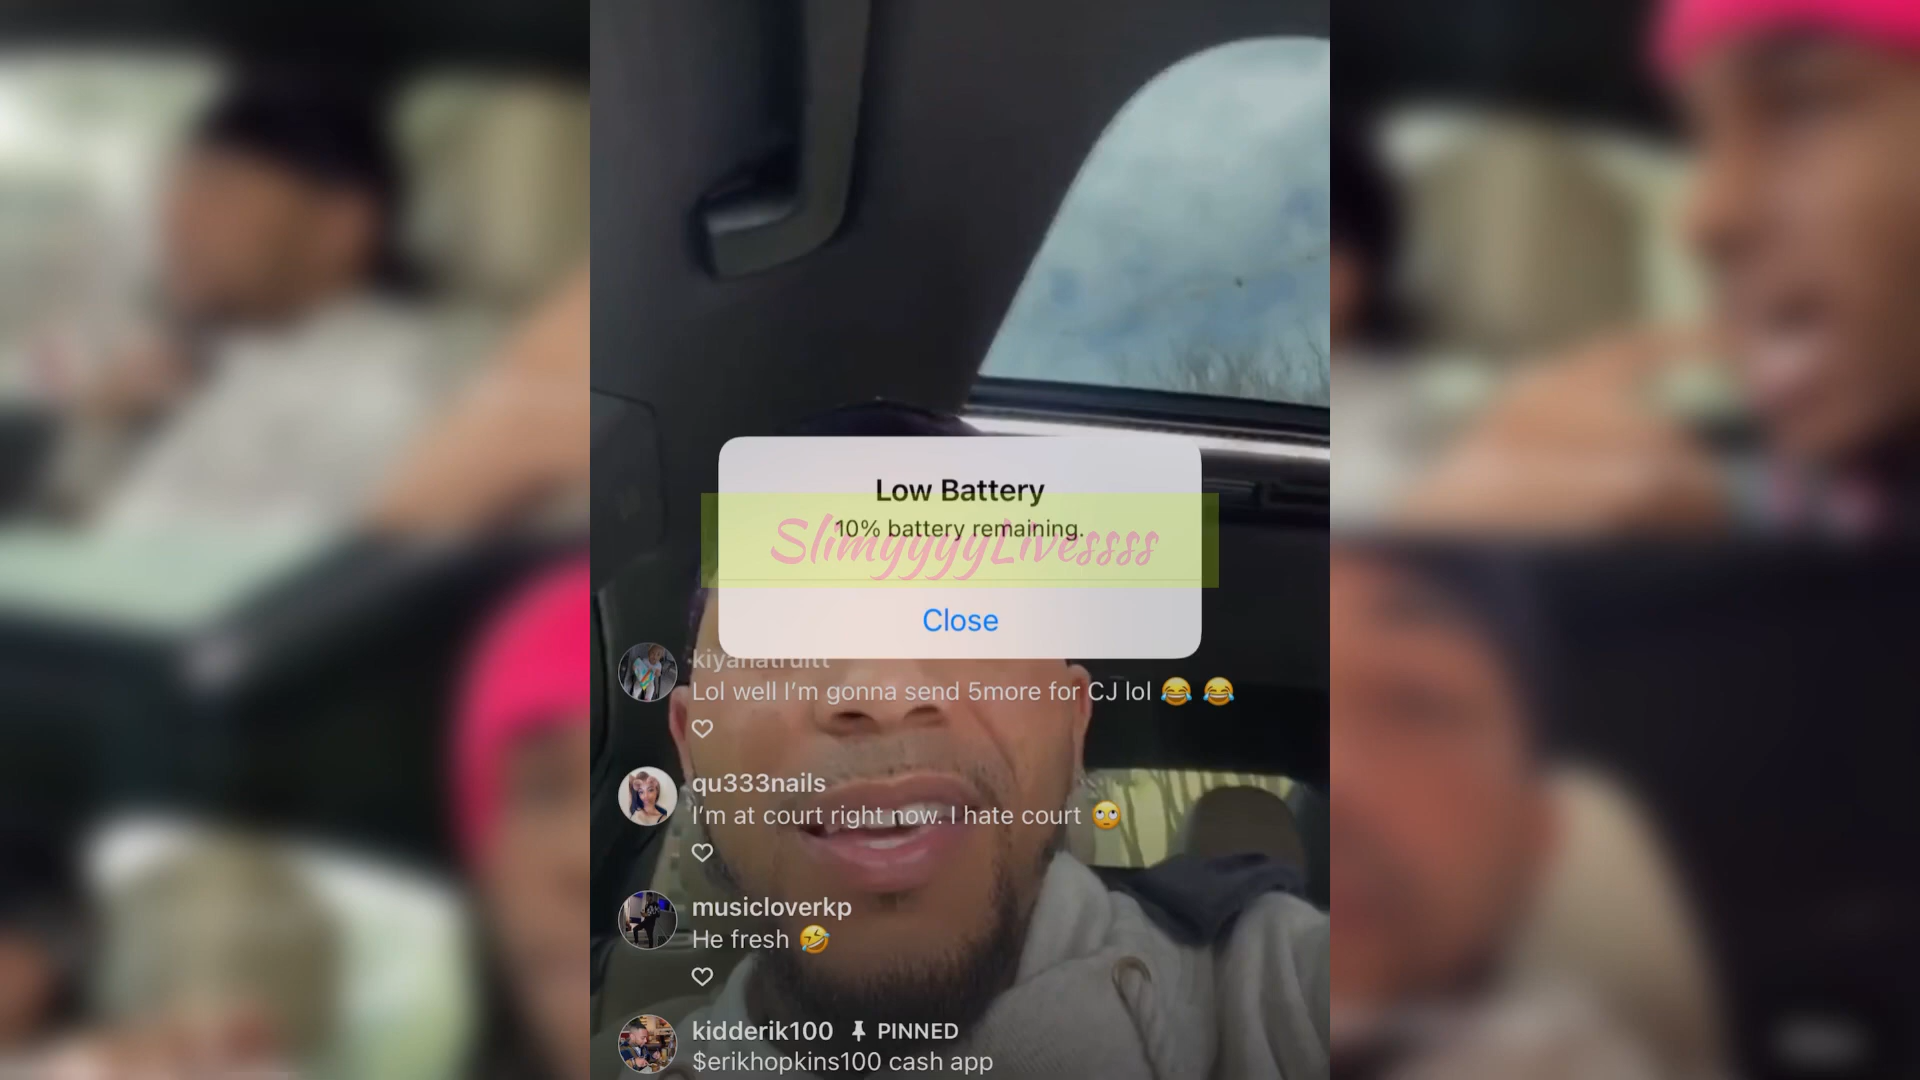 Low Battery
10% battery remaining.
SlimyyyyLivessss
Close
kiyanatruitt
Lol well I’m gonna send 5more for CJ lol 😂 😂
qu333nails
I’m at court right now. I hate court 🙄
musicloverkp
He fresh 🤣
kidderik100 PINNED
$erikhopkins100 cash app